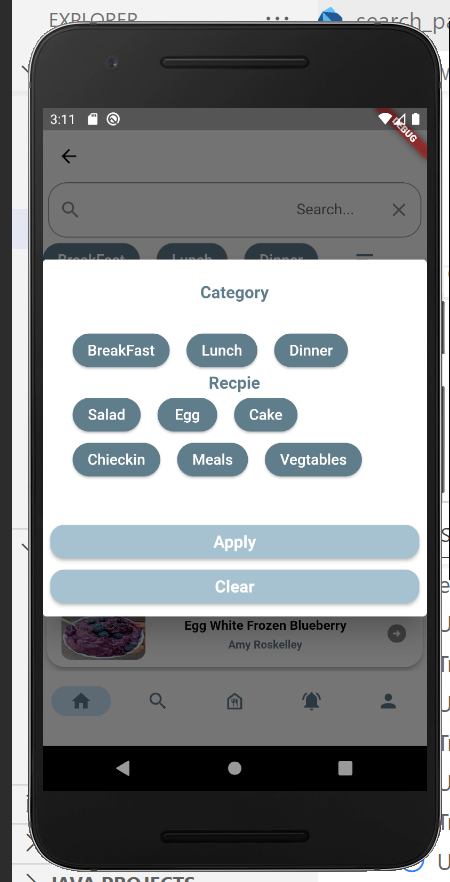 EXPLORER ...
search_pa
3:11
DEBUG
Search...
BreakFast Lunch Dinner
Category
BreakFast Lunch Dinner
Recpie
Salad Egg Cake
Chieckin Meals Vegtables
Apply
Clear
Egg White Frozen Blueberry
Amy Roskelley
JAVA PROJECTS